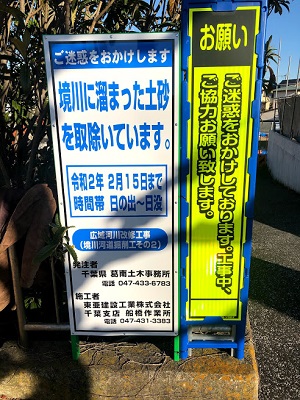 ご迷惑をおかけします
境川に溜まった土砂
を取除いています。
令和2年 2月15日まで
時間帯 日の出～日没
広域河川改修工事
(境川河道掘削工その2)
発注者
千葉県 葛南土木事務所
電話 047-433-6783
施工者
東亜建設工業株式会社
千葉支店 船橋作業所
電話 047-431-3383
お願い
ご迷惑をおかけしております。工事中、
ご協力お願い致します。